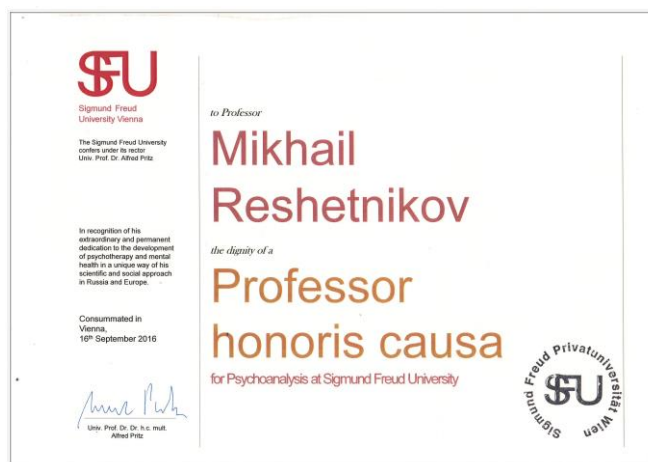 SFU
Sigmund Freud
University Vienna
The Sigmund Freud University
confers under its rector
Univ. Prof. Dr. Alfred Pritz
In recognition of his
extraordinary and permanent
dedication to the development
of psychotherapy and mental
health in a unique way of his
scientific and social approach
in Russia and Europe.
Consummated in
Vienna,
16th September 2016
Univ. Prof. Dr. Dr. h.c. mult.
Alfred Pritz
to Professor
Mikhail
Reshetnikov
the dignity of a
Professor
honoris causa
for Psychoanalysis at Sigmund Freud University
Sigmund Freud Privatuniversität Wien
SFU